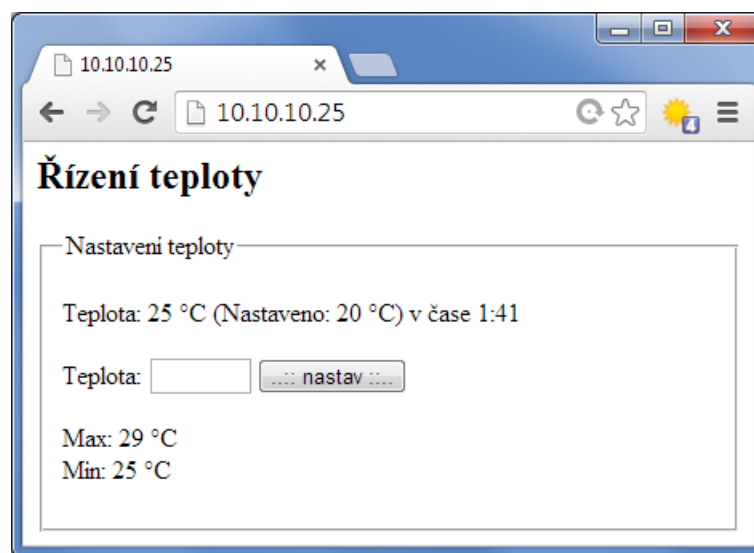 10.10.10.25
10.10.10.25
4
Řízení teploty
Nastavení teploty
Teplota: 25 °C (Nastaveno: 20 °C) v čase 1:41
Teplota: ..:: nastav ::..
Max: 29 °C
Min: 25 °C